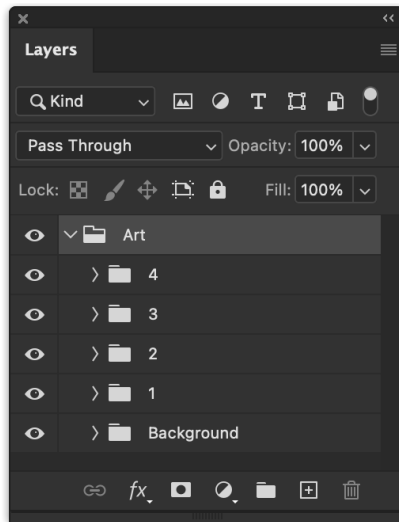 Layers
Kind
Pass Through Opacity: 100%
Lock: Fill: 100%
Art
4
3
2
1
Background
fx